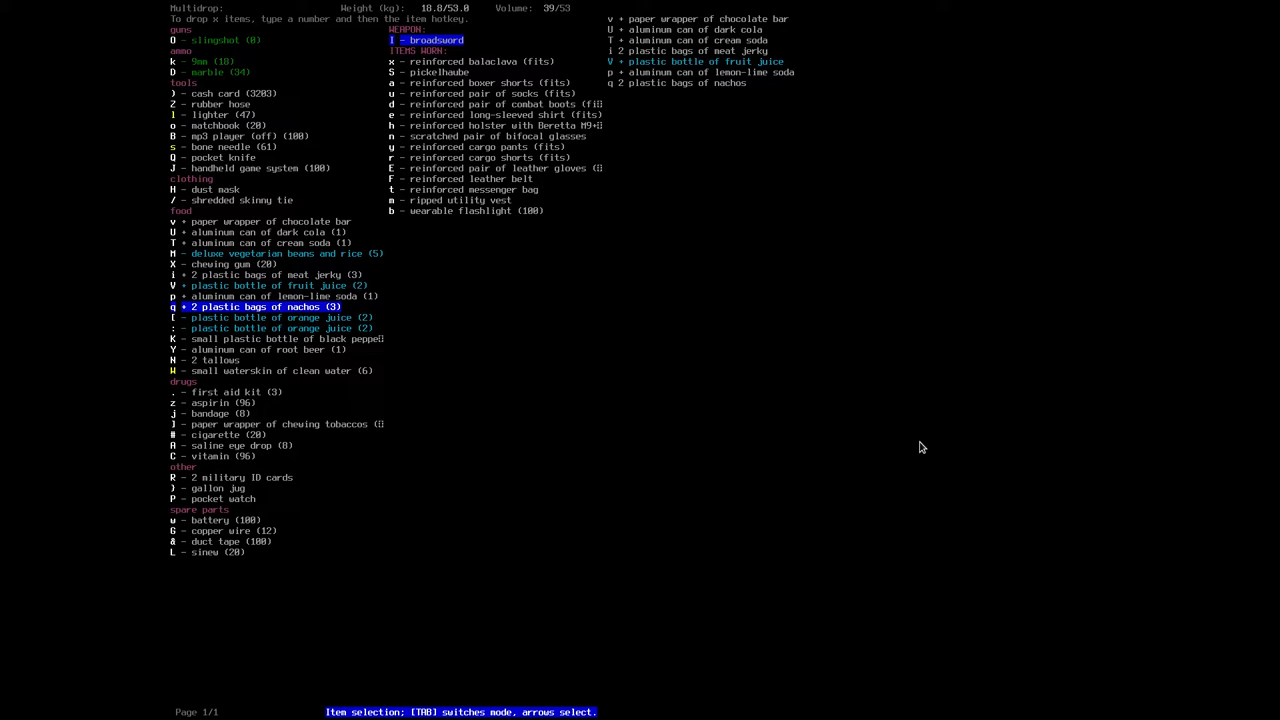 Multidrop: Weight (kg): 18.8/53.0 Volume: 39/53
To drop x items, type a number and then the item hotkey.
guns
O - slingshot (0)
ammo
k - 9mm (18)
D - marble (34)
tools
) - cash card (3203)
Z - rubber hose
l - lighter (47)
o - matchbook (20)
B - mp3 player (off) (100)
s - bone needle (61)
Q - pocket knife
J - handheld game system (100)
clothing
H - dust mask
/ - shredded skinny tie
food
v + paper wrapper of chocolate bar
U + aluminum can of dark cola (1)
T + aluminum can of cream soda (1)
M - deluxe vegetarian beans and rice (5)
X - chewing gum (20)
i + 2 plastic bags of meat jerky (3)
V + plastic bottle of fruit juice (2)
p + aluminum can of lemon-lime soda (1)
q + 2 plastic bags of nachos (3)
[ - plastic bottle of orange juice (2)
: - plastic bottle of orange juice (2)
K - small plastic bottle of black peppe
Y - aluminum can of root beer (1)
N - 2 tallows
W - small waterskin of clean water (6)
drugs
. - first aid kit (3)
z - aspirin (96)
j - bandage (8)
] - paper wrapper of chewing tobaccos (
# - cigarette (20)
A - saline eye drop (8)
C - vitamin (96)
other
R - 2 military ID cards
) - gallon jug
P - pocket watch
spare parts
w - battery (100)
G - copper wire (12)
& - duct tape (100)
L - sinew (20)
WEAPON:
I - broadsword
ITEMS WORN:
x - reinforced balaclava (fits)
S - pickelhaube
a - reinforced boxer shorts (fits)
u - reinforced pair of socks (fits)
d - reinforced pair of combat boots (fi
e - reinforced long-sleeved shirt (fits)
h - reinforced holster with Beretta M9+
n - scratched pair of bifocal glasses
y - reinforced cargo pants (fits)
r - reinforced cargo shorts (fits)
E - reinforced pair of leather gloves (
F - reinforced leather belt
t - reinforced messenger bag
m - ripped utility vest
b - wearable flashlight (100)
v + paper wrapper of chocolate bar
U + aluminum can of dark cola
T + aluminum can of cream soda
i 2 plastic bags of meat jerky
V + plastic bottle of fruit juice
p + aluminum can of lemon-lime soda
q 2 plastic bags of nachos
Page 1/1 Item selection; [TAB] switches mode, arrows select.